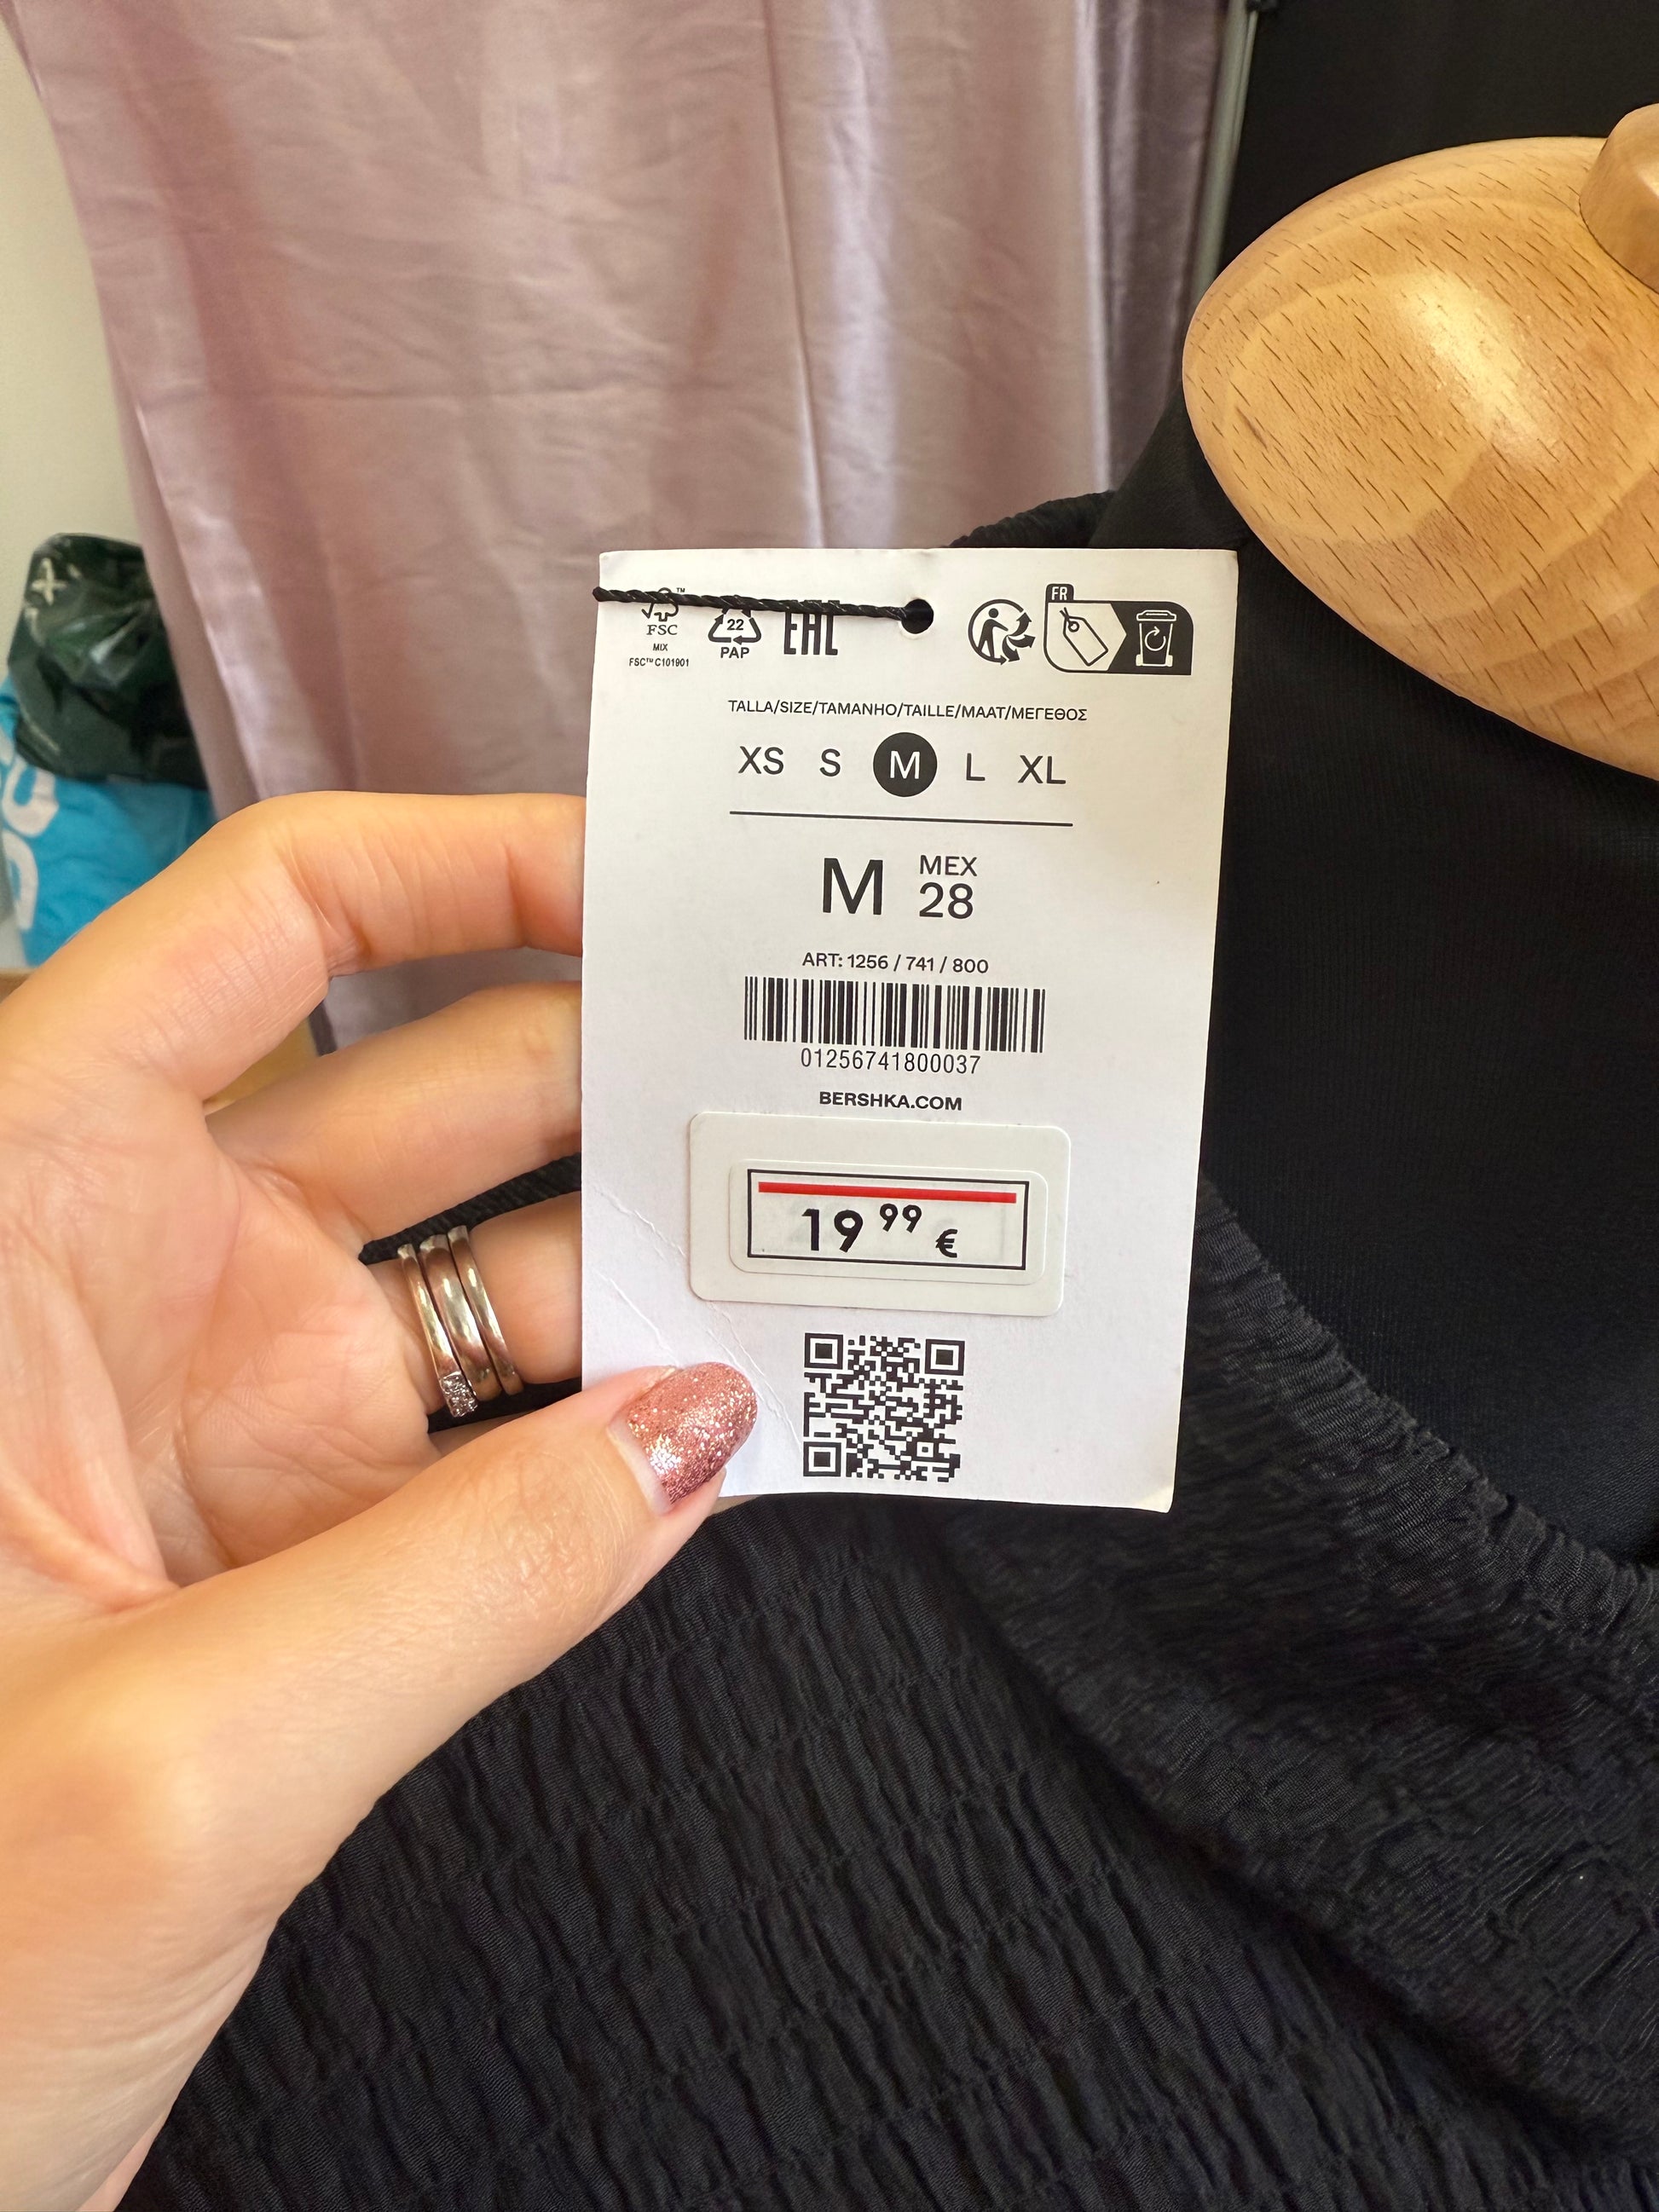 FR
FSC
™
22
PAP
EAC
MIX
FSC™ C101901
TALLA/SIZE/TAMANHO/TAILLE/MAAT/ΜΕΓΕΘΟΣ
XS S M L XL
M MEX 28
ART: 1256 / 741 / 800
01256741800037
BERSHKA.COM
19 99 €